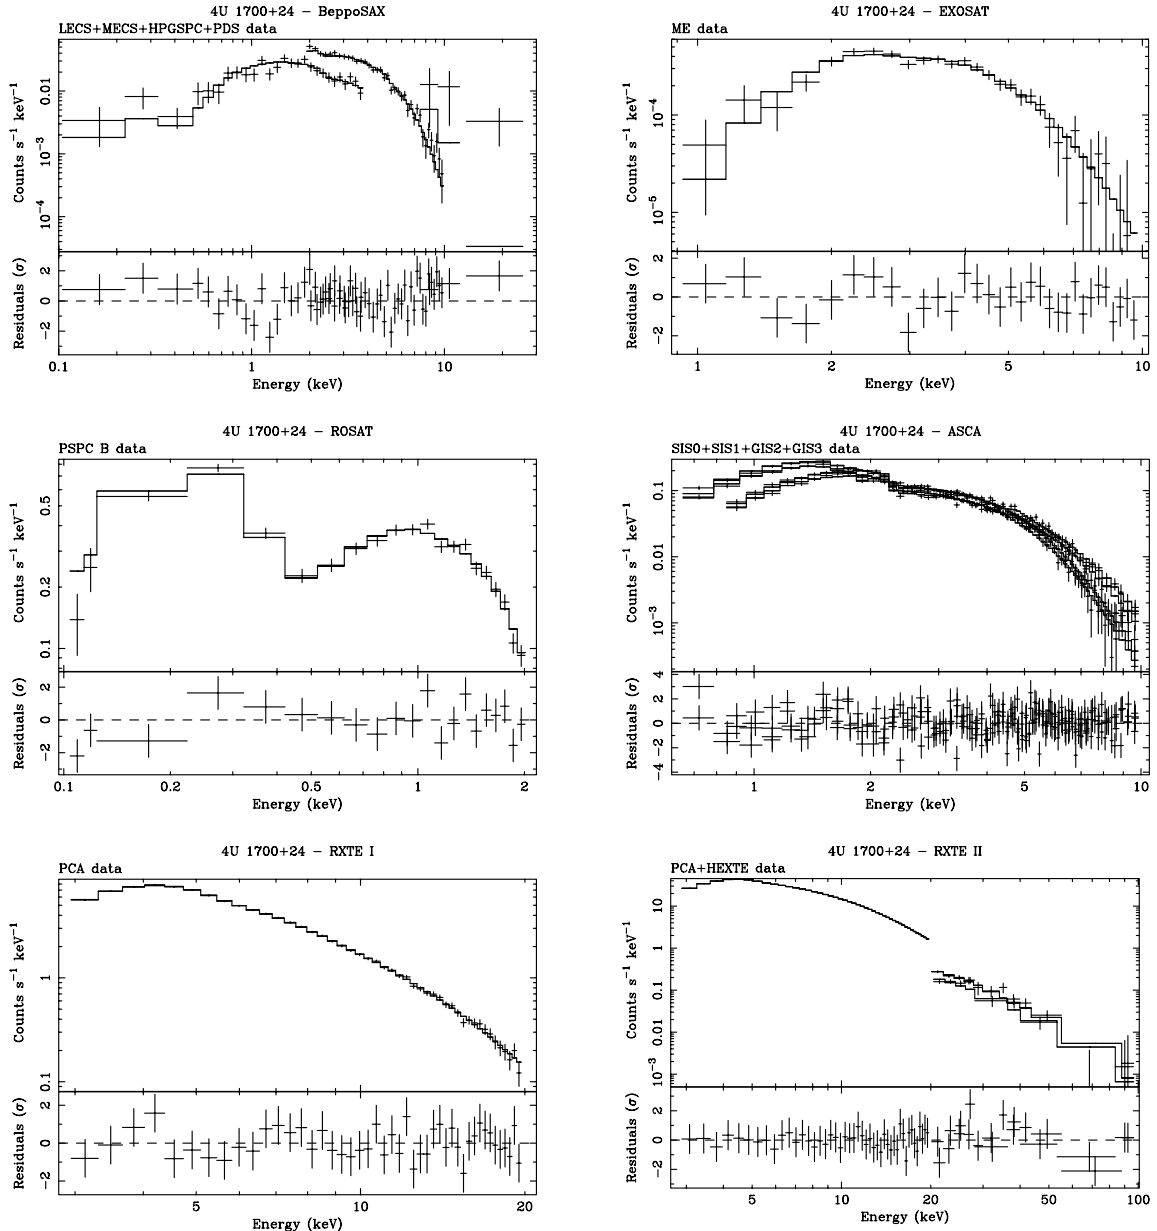 4U 1700+24 – BeppoSAX
LECS+MECS+HPGSPC+PDS data
Counts s⁻¹ keV⁻¹
0.01
10⁻³
10⁻⁴
Residuals (σ)
2
0
−2
0.1
1
10
Energy (keV)
4U 1700+24 – EXOSAT
ME data
Counts s⁻¹ keV⁻¹
10⁻⁴
10⁻⁵
Residuals (σ)
2
0
−2
1
2
5
10
Energy (keV)
4U 1700+24 – ROSAT
PSPC B data
Counts s⁻¹ keV⁻¹
0.5
0.2
0.1
Residuals (σ)
2
0
−2
0.1
0.2
0.5
1
2
Energy (keV)
4U 1700+24 – ASCA
SIS0+SIS1+GIS2+GIS3 data
Counts s⁻¹ keV⁻¹
0.1
0.01
10⁻³
Residuals (σ)
4
2
0
−2
−4
1
2
5
10
Energy (keV)
4U 1700+24 – RXTE I
PCA data
Counts s⁻¹ keV⁻¹
1
0.1
Residuals (σ)
2
0
−2
5
10
20
Energy (keV)
4U 1700+24 – RXTE II
PCA+HEXTE data
Counts s⁻¹ keV⁻¹
10
1
0.1
0.01
10⁻³
Residuals (σ)
2
0
−2
5
10
20
50
100
Energy (keV)